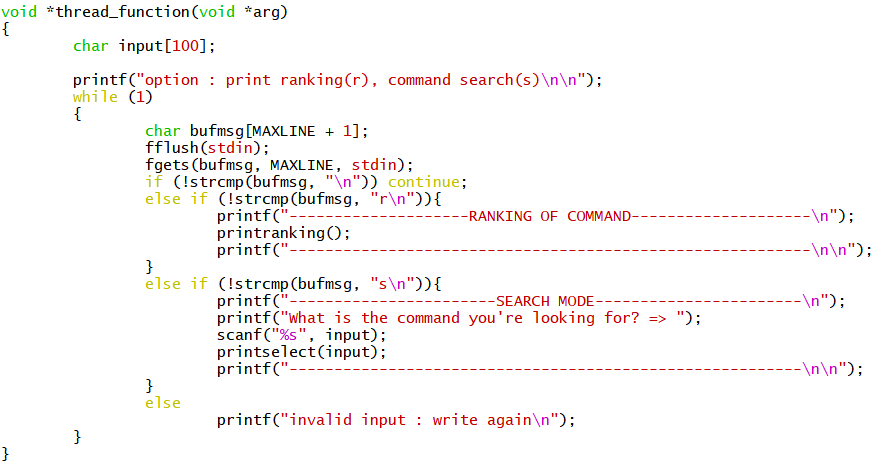 void *thread_function(void *arg)
{
        char input[100];

        printf("option : print ranking(r), command search(s)\n\n");
        while (1)
        {
                char bufmsg[MAXLINE + 1];
                fflush(stdin);
                fgets(bufmsg, MAXLINE, stdin);
                if (!strcmp(bufmsg, "\n")) continue;
                else if (!strcmp(bufmsg, "r\n")){
                        printf("--------------------RANKING OF COMMAND--------------------\n");
                        printranking();
                        printf("----------------------------------------------------------\n\n");
                }
                else if (!strcmp(bufmsg, "s\n")){
                        printf("-----------------------SEARCH MODE-----------------------\n");
                        printf("What is the command you're looking for? => ");
                        scanf("%s", input);
                        printselect(input);
                        printf("---------------------------------------------------------\n\n");
                }
                else
                        printf("invalid input : write again\n");
        }
}